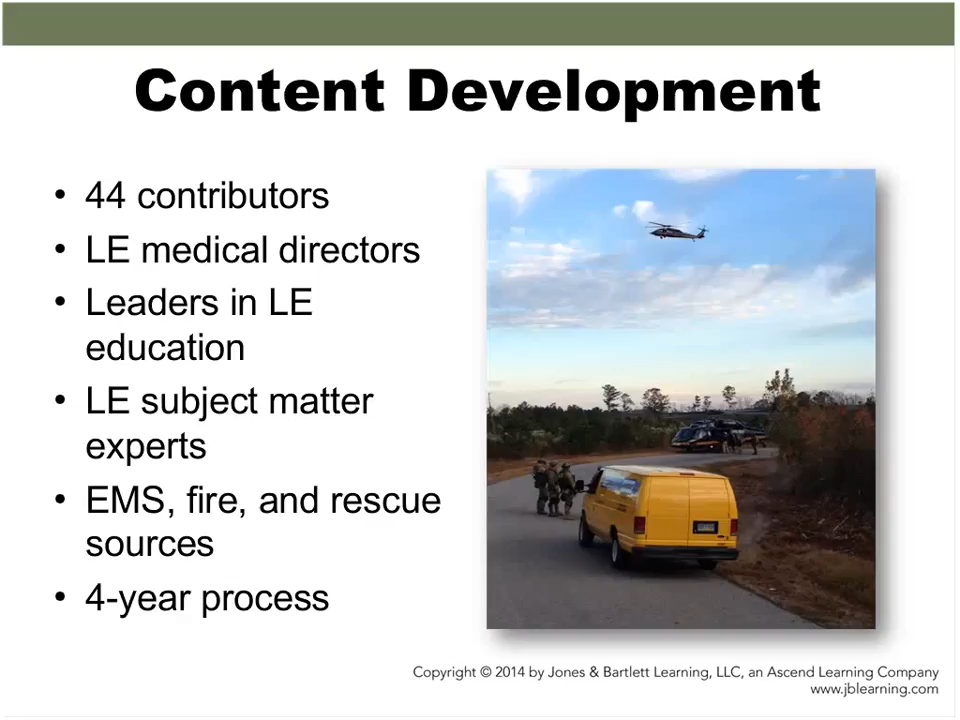 Content Development
• 44 contributors
• LE medical directors
• Leaders in LE
education
• LE subject matter
experts
• EMS, fire, and rescue
sources
• 4-year process
Copyright © 2014 by Jones & Bartlett Learning, LLC, an Ascend Learning Company
www.jblearning.com